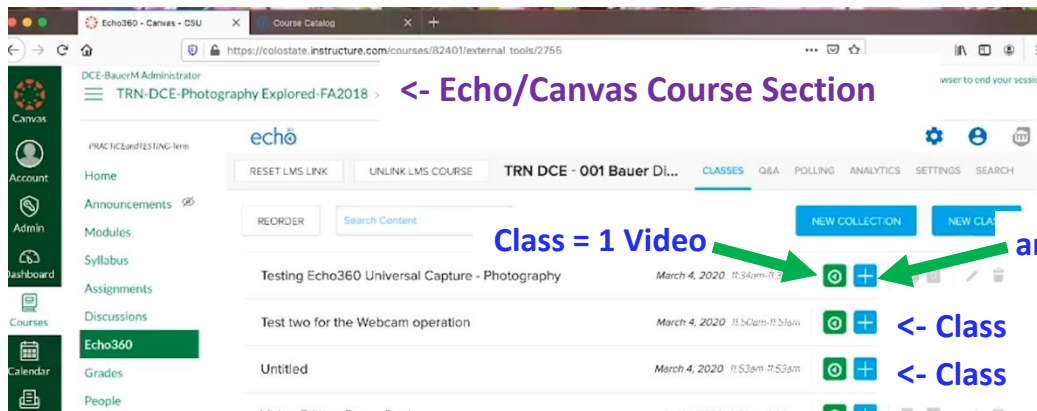 Echo360 - Canvas - CSU
Course Catalog
https://colostate.instructure.com/courses/82401/external_tools/2755
DCE-BauerM Administrator
TRN-DCE-Photography Explored-FA2018 >
<- Echo/Canvas Course Section
wser to end your sessio
Canvas
PRACTICEandTESTING-Term
echo
Account
Home
RESET LMS LINK
UNLINK LMS COURSE
TRN DCE - 001 Bauer Di...
CLASSES
Q&A
POLLING
ANALYTICS
SETTINGS
SEARCH
Announcements
Admin
Modules
REORDER
Search Content
NEW COLLECTION
NEW CLA
Class = 1 Video
Dashboard
Syllabus
Testing Echo360 Universal Capture - Photography
March 4, 2020
Assignments
Courses
Discussions
Test two for the Webcam operation
March 4, 2020 11:50am-11:51am
<- Class
Echo360
Calendar
Grades
Untitled
March 4, 2020 11:53am-11:53am
<- Class
People